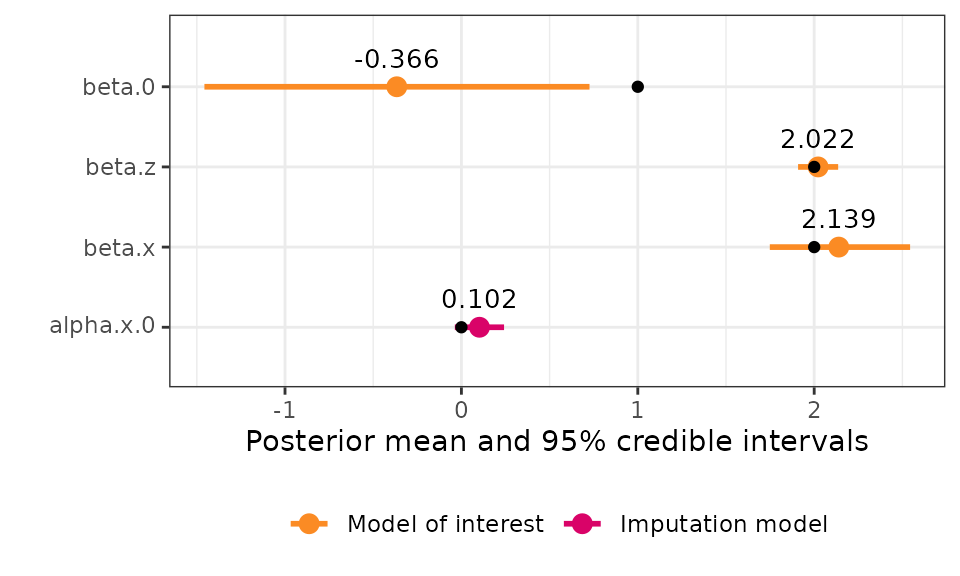 -0.366
beta.0
2.022
beta.z
2.139
beta.x
0.102
alpha.x.0
-1 0 1 2
Posterior mean and 95% credible intervals
Model of interest Imputation model